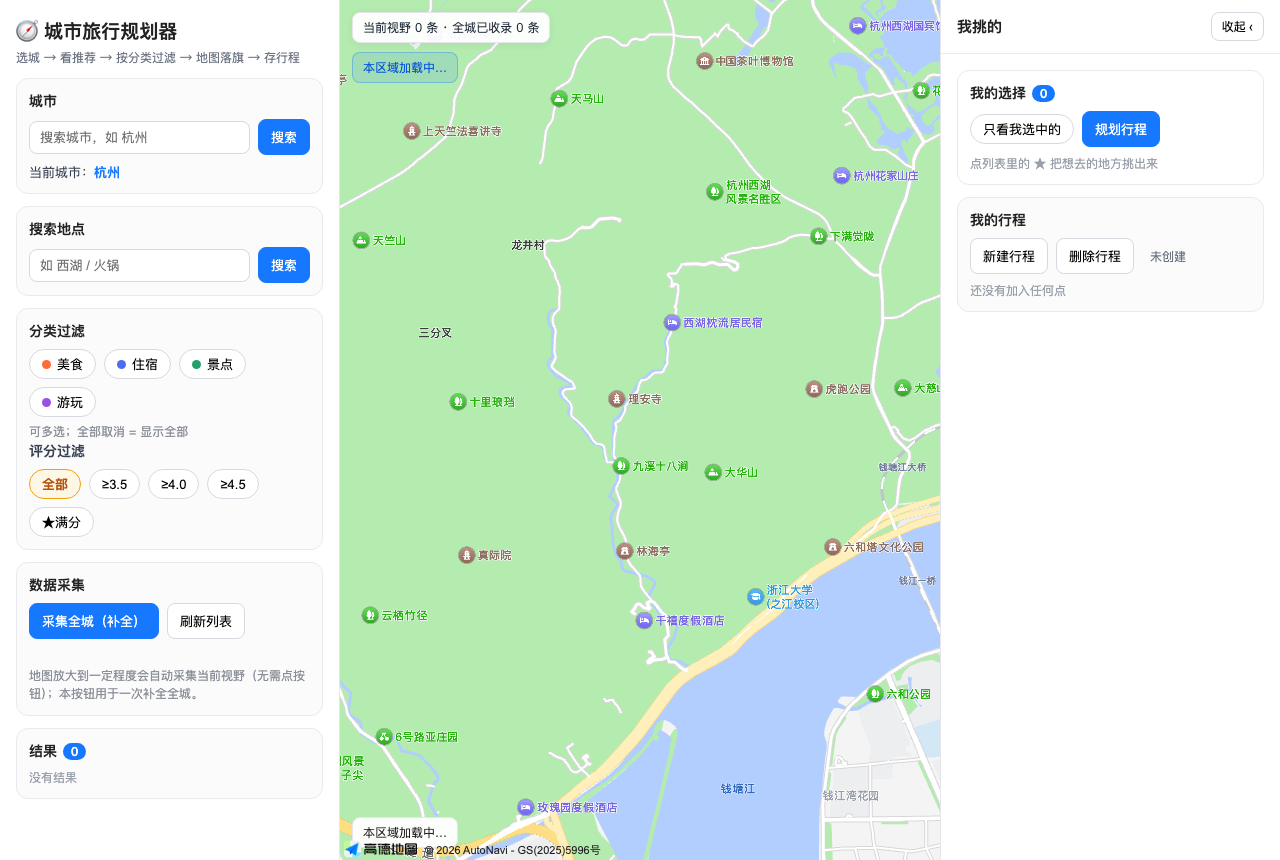 城市旅行规划器
选城 → 看推荐 → 按分类过滤 → 地图落旗 → 存行程
城市
搜索城市，如 杭州
搜索
当前城市：杭州
搜索地点
如 西湖 / 火锅
搜索
分类过滤
美食
住宿
景点
游玩
可多选；全部取消 = 显示全部
评分过滤
全部
≥3.5
≥4.0
≥4.5
★满分
数据采集
采集全城（补全）
刷新列表
地图放大到一定程度会自动采集当前视野（无需点按
钮）；本按钮用于一次补全全城。
结果 0
没有结果
当前视野 0 条 · 全城已收录 0 条
本区域加载中…
杭州西湖国宾
中国茶叶博物馆
天马山
上天竺法喜讲寺
杭州花家山庄
杭州西湖
风景名胜区
天竺山
龙井村
下满觉陇
西湖枕流居民宿
三分叉
虎跑公园
大慈山
十里琅珰
理安寺
九溪十八涧
大华山
钱塘江大桥
真际院
林海亭
六和塔文化公园
钱江一桥
浙江大学
(之江校区)
云栖竹径
千禧度假酒店
六和公园
6号路亚庄园
风景
子尖
钱塘江
钱江湾花园
玫瑰园度假酒店
本区域加载中…
高德地图 © 2026 AutoNavi - GS(2025)5996号
我挑的
收起 ‹
我的选择 0
只看我选中的
规划行程
点列表里的 ★ 把想去的地方挑出来
我的行程
新建行程
删除行程
未创建
还没有加入任何点